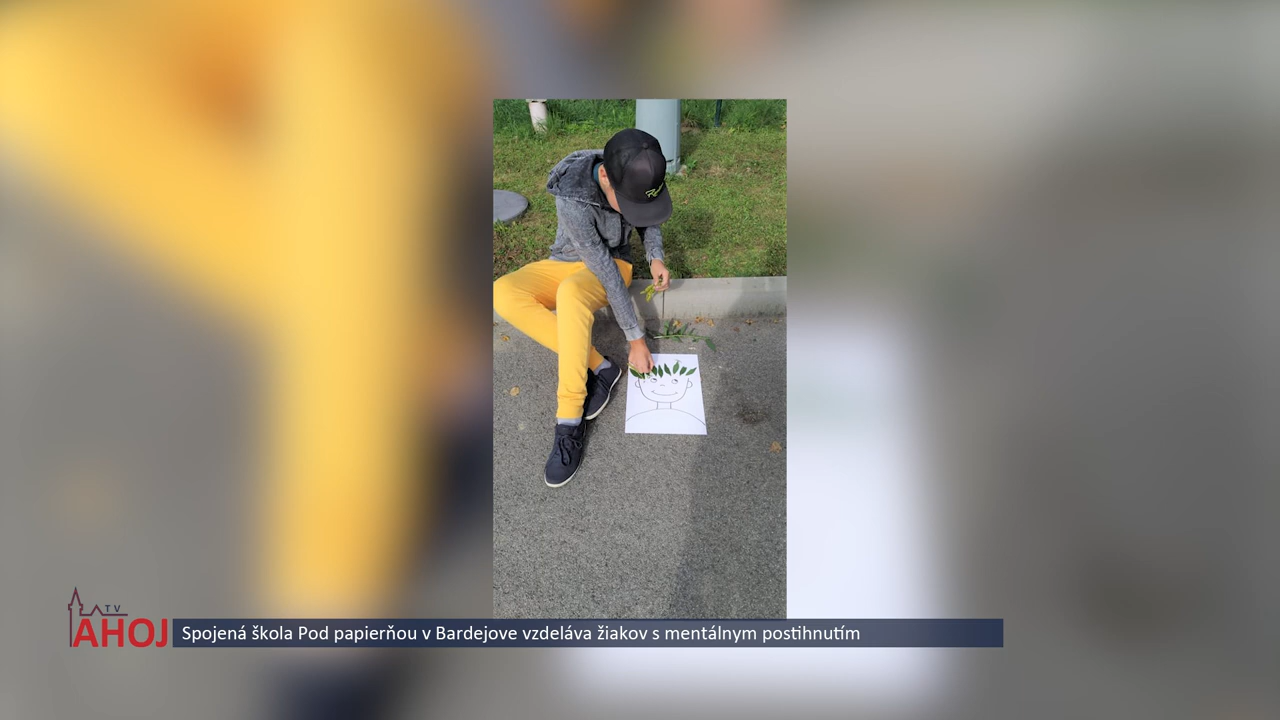 TV
AHOJ
Spojená škola Pod papierňou v Bardejove vzdeláva žiakov s mentálnym postihnutím